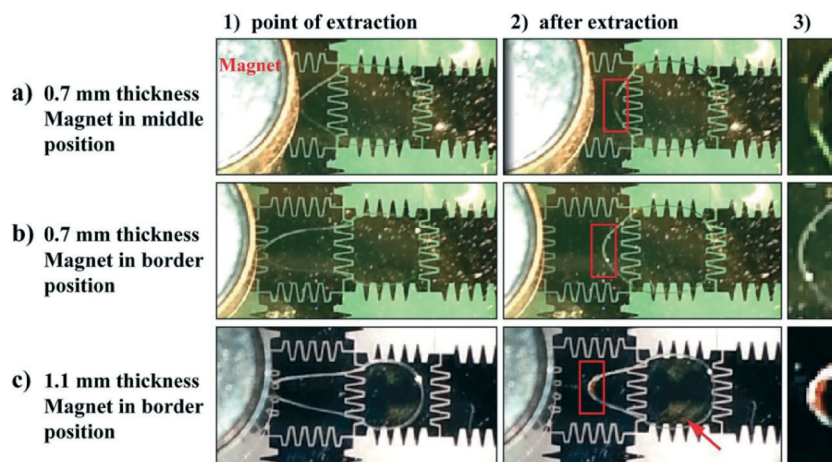 1) point of extraction
2) after extraction
3)
Magnet
a) 0.7 mm thickness
Magnet in middle
position
b) 0.7 mm thickness
Magnet in border
position
c) 1.1 mm thickness
Magnet in border
position